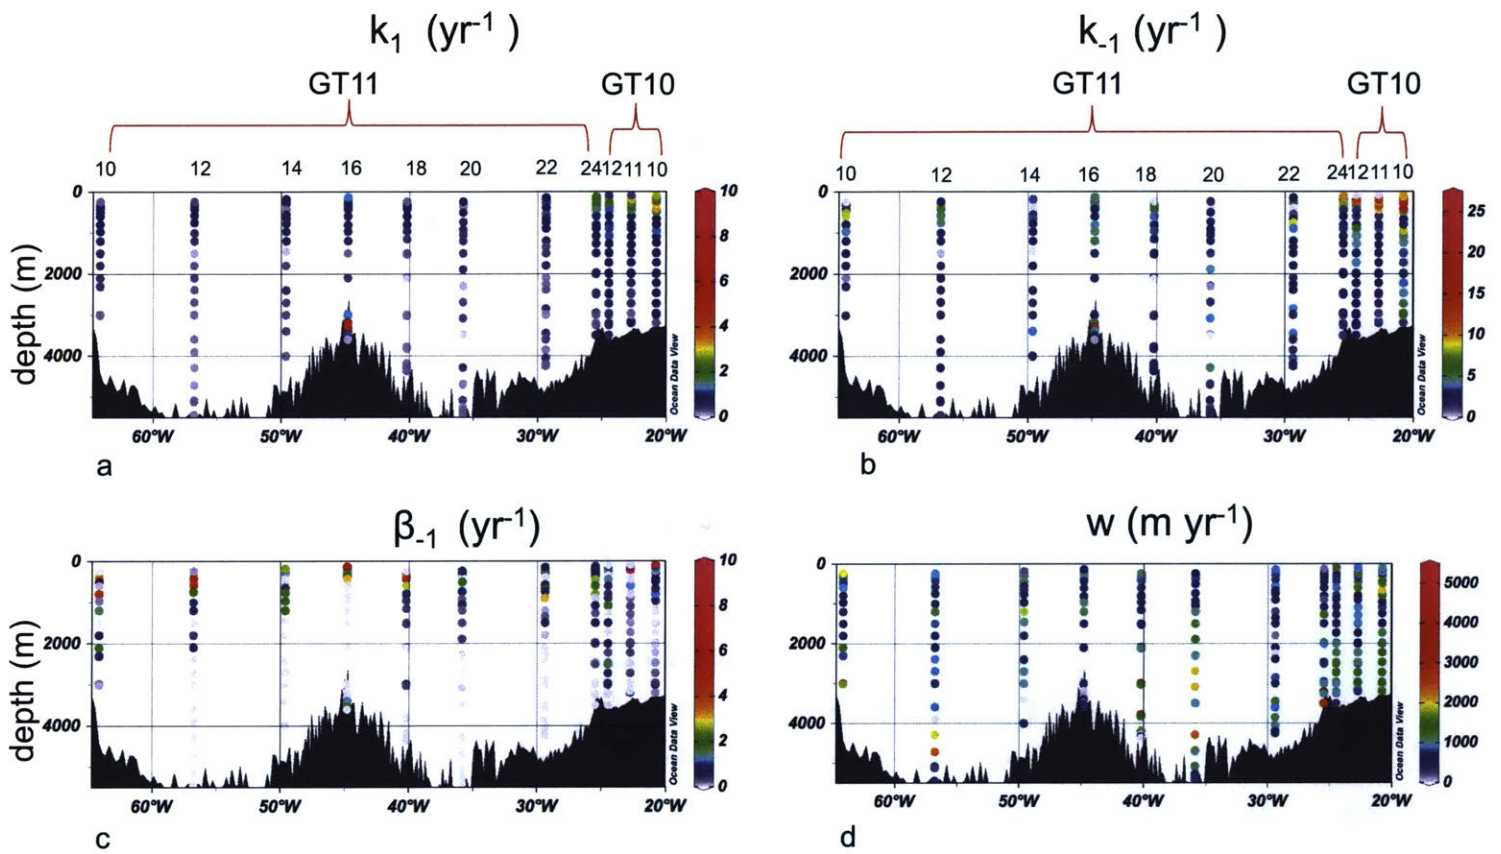 k₁ (yr⁻¹)
GT11 GT10
10 12 14 16 18 20 22 24 12 11 10
depth (m)
0
2000
4000
60°W 50°W 40°W 30°W 20°W
Ocean Data View
10
8
6
4
2
0
a
k₋₁ (yr⁻¹)
GT11 GT10
10 12 14 16 18 20 22 24 12 11 10
0
2000
4000
60°W 50°W 40°W 30°W 20°W
Ocean Data View
25
20
15
10
5
0
b
β₋₁ (yr⁻¹)
depth (m)
0
2000
4000
60°W 50°W 40°W 30°W 20°W
Ocean Data View
10
8
6
4
2
0
c
w (m yr⁻¹)
0
2000
4000
60°W 50°W 40°W 30°W 20°W
Ocean Data View
5000
4000
3000
2000
1000
0
d